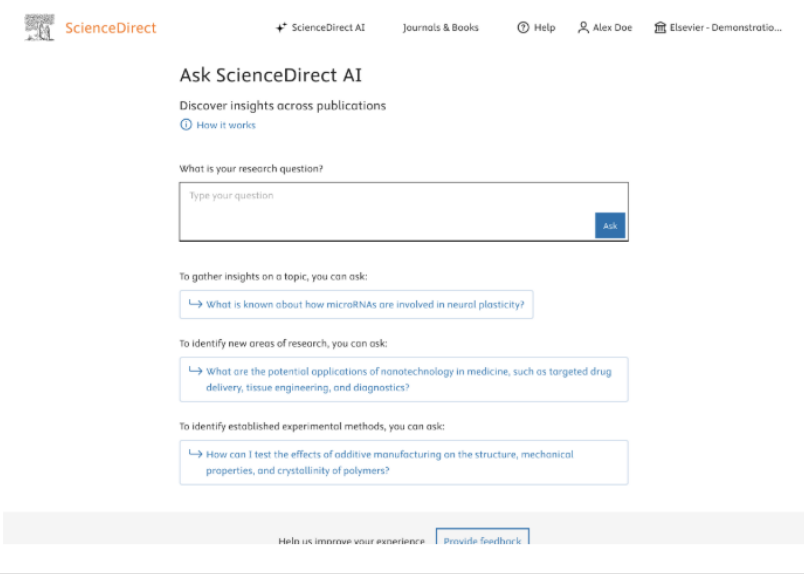 ScienceDirect
ScienceDirect AI
Journals & Books
Help
Alex Doe
Elsevier - Demonstratio...
Ask ScienceDirect AI
Discover insights across publications
How it works
What is your research question?
Type your question
Ask
To gather insights on a topic, you can ask:
What is known about how microRNAs are involved in neural plasticity?
To identify new areas of research, you can ask:
What are the potential applications of nanotechnology in medicine, such as targeted drug
delivery, tissue engineering, and diagnostics?
To identify established experimental methods, you can ask:
How can I test the effects of additive manufacturing on the structure, mechanical
properties, and crystallinity of polymers?
Help us improve your experience
Provide feedback